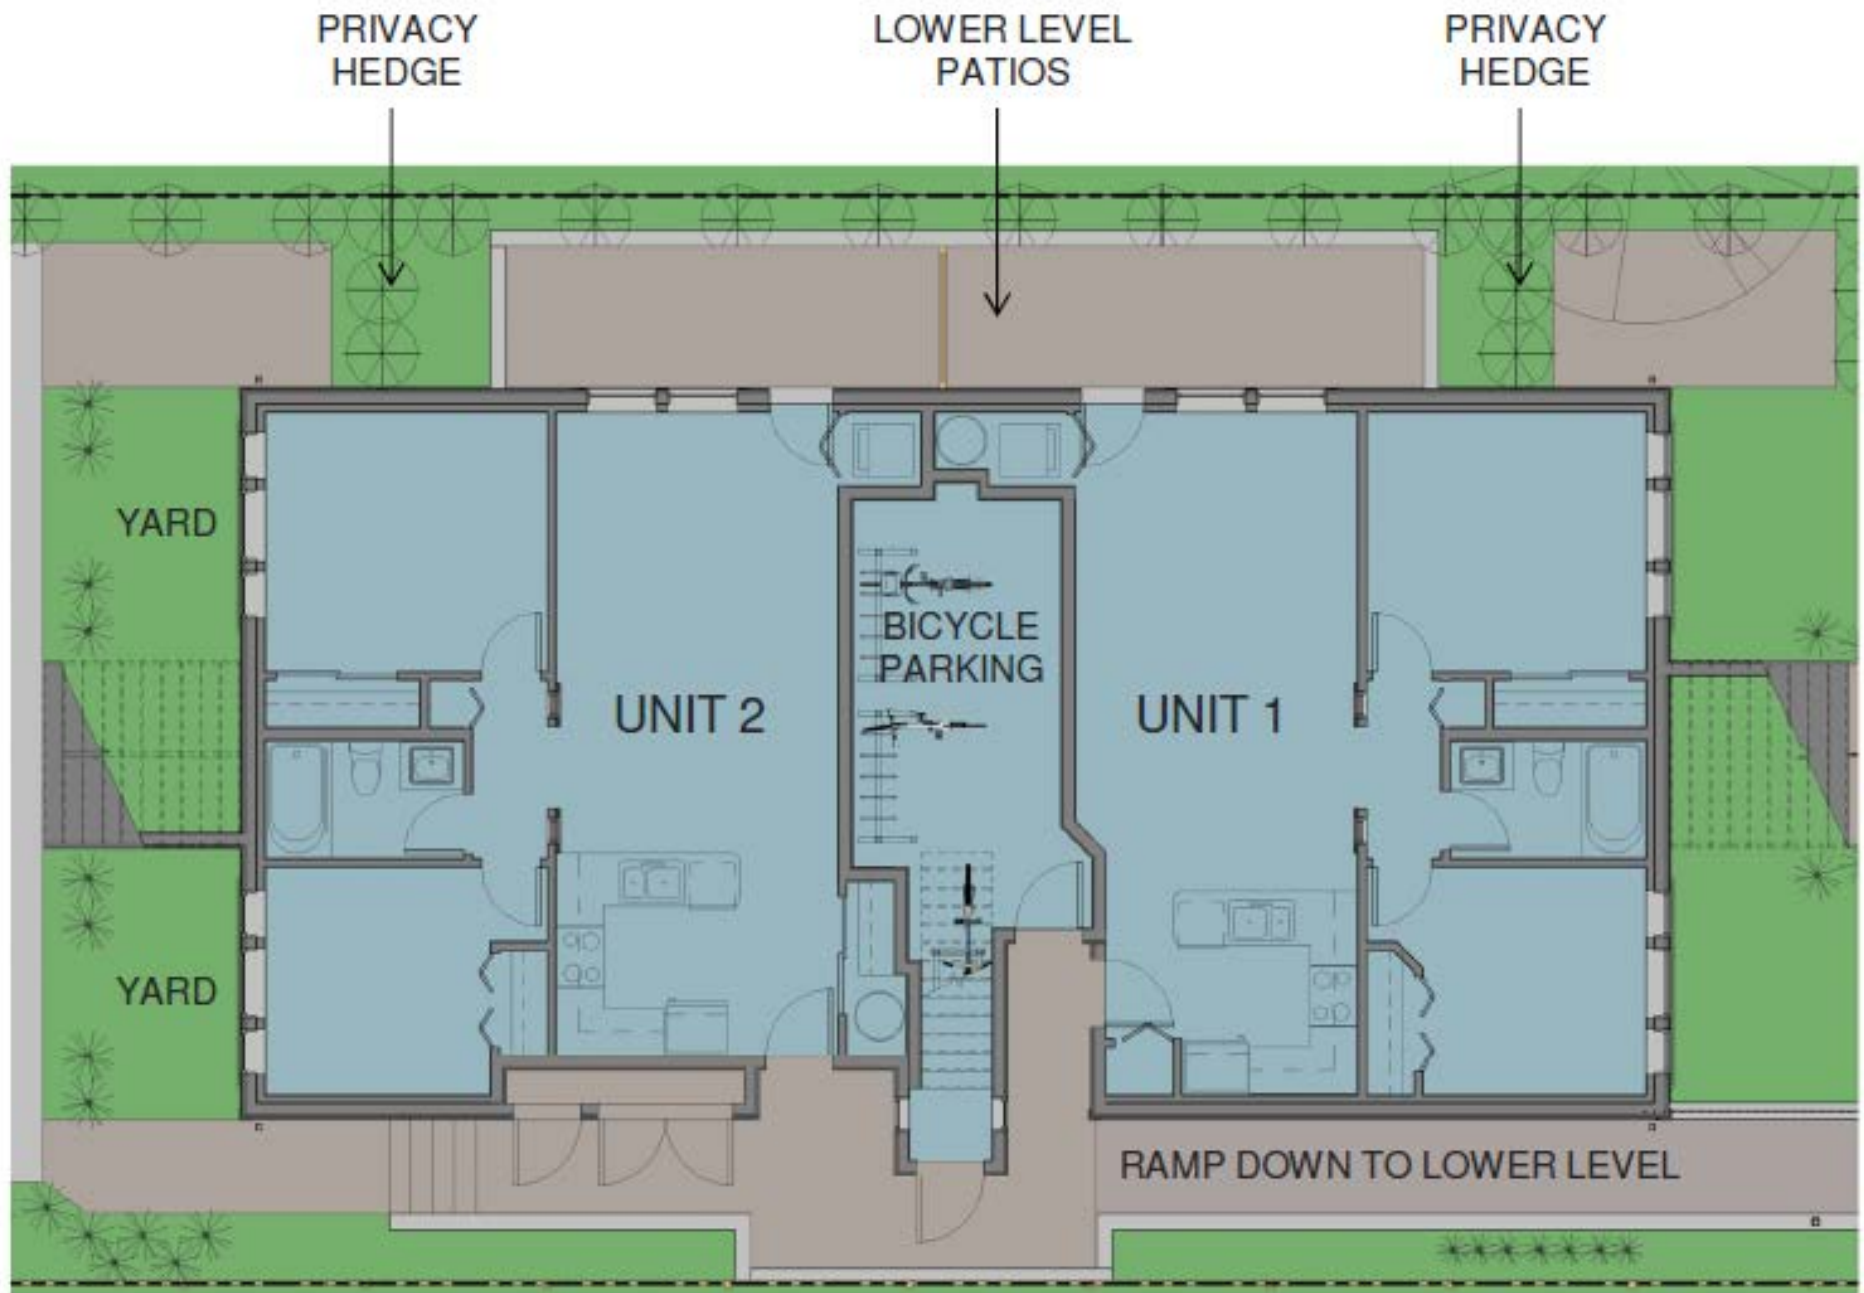 PRIVACY
HEDGE
LOWER LEVEL
PATIOS
PRIVACY
HEDGE
YARD
BICYCLE
PARKING
UNIT 2
UNIT 1
YARD
RAMP DOWN TO LOWER LEVEL